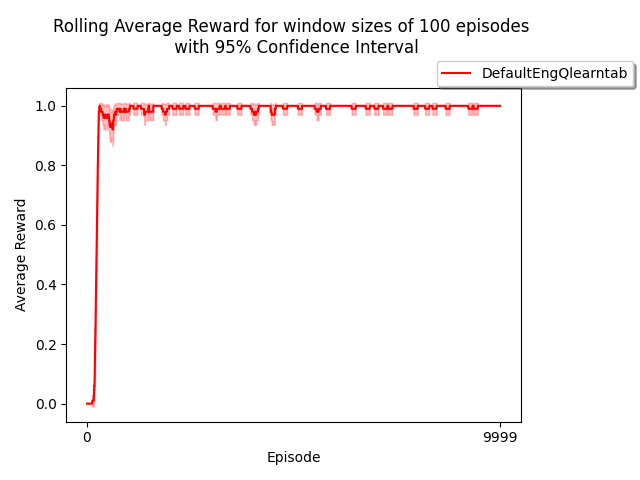 Rolling Average Reward for window sizes of 100 episodes
with 95% Confidence Interval
DefaultEngQlearntab
1.0
0.8
0.6
0.4
0.2
0.0
Average Reward
0
9999
Episode